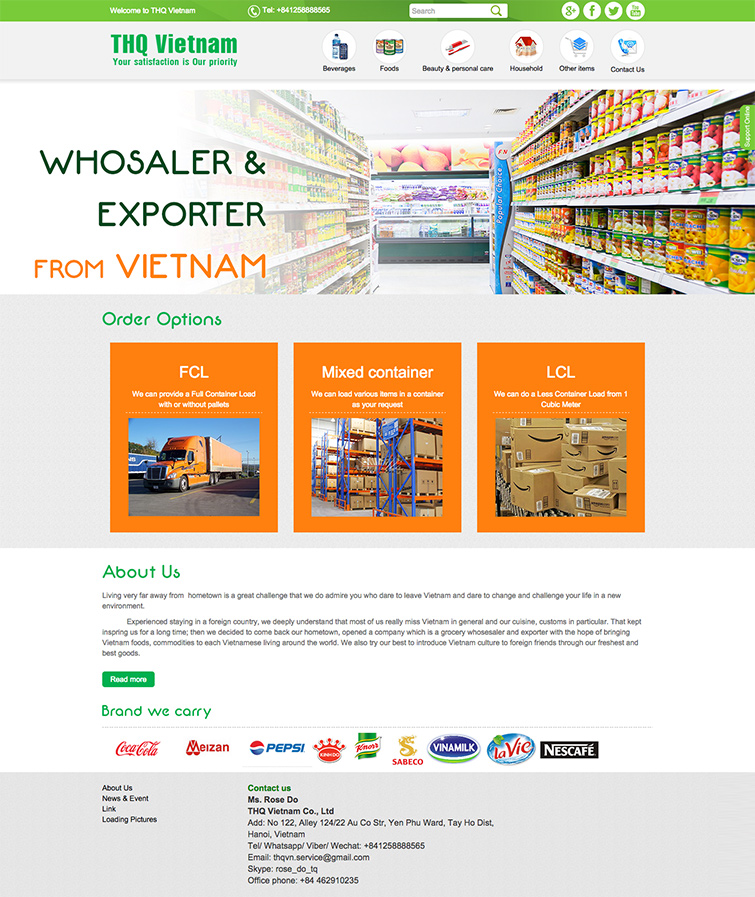 Welcome to THQ Vietnam
Tel: +841258888565
Search
You
Tube
THQ Vietnam
Your satisfaction is Our priority
Beverages
Foods
Beauty & personal care
Household
Other items
Contact Us
Support Online
WHOSALER &
EXPORTER
FROM VIETNAM
Popular Choice
Order Options
FCL
We can provide a Full Container Load
with or without pallets
Mixed container
We can load various items in a container
as your request
LCL
We can do a Less Container Load from 1
Cubic Meter
About Us
Living very far away from hometown is a great challenge that we do admire you who dare to leave Vietnam and dare to change and challenge your life in a new
environment.
Experienced staying in a foreign country, we deeply understand that most of us really miss Vietnam in general and our cuisine, customs in particular. That kept
inspring us for a long time; then we decided to come back our hometown, opened a company which is a grocery whosesaler and exporter with the hope of bringing
Vietnam foods, commodities to each Vietnamese living around the world. We also try our best to introduce Vietnam culture to foreign friends through our freshest and
best goods.
Read more
Brand we carry
Coca-Cola
Meizan
PEPSI
KINH DO
Knorr
SABECO
VINAMILK
LaVie
NESCAFÉ
About Us
News & Event
Link
Loading Pictures
Contact us
Ms. Rose Do
THQ Vietnam Co., Ltd
Add: No 122, Alley 124/22 Au Co Str, Yen Phu Ward, Tay Ho Dist,
Hanoi, Vietnam
Tel/ Whatsapp/ Viber/ Wechat: +841258888565
Email: thqvn.service@gmail.com
Skype: rose_do_tq
Office phone: +84 462910235